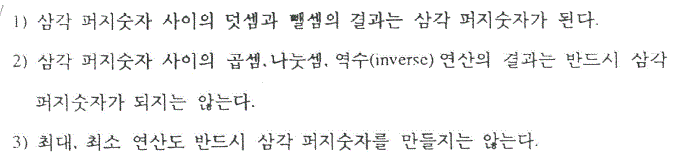 1) 삼각 퍼지숫자 사이의 덧셈과 뺄셈의 결과는 삼각 퍼지숫자가 된다.
2) 삼각 퍼지숫자 사이의 곱셈, 나눗셈, 역수(inverse) 연산의 결과는 반드시 삼각
퍼지숫자가 되지는 않는다.
3) 최대, 최소 연산도 반드시 삼각 퍼지숫자를 만들지는 않는다.